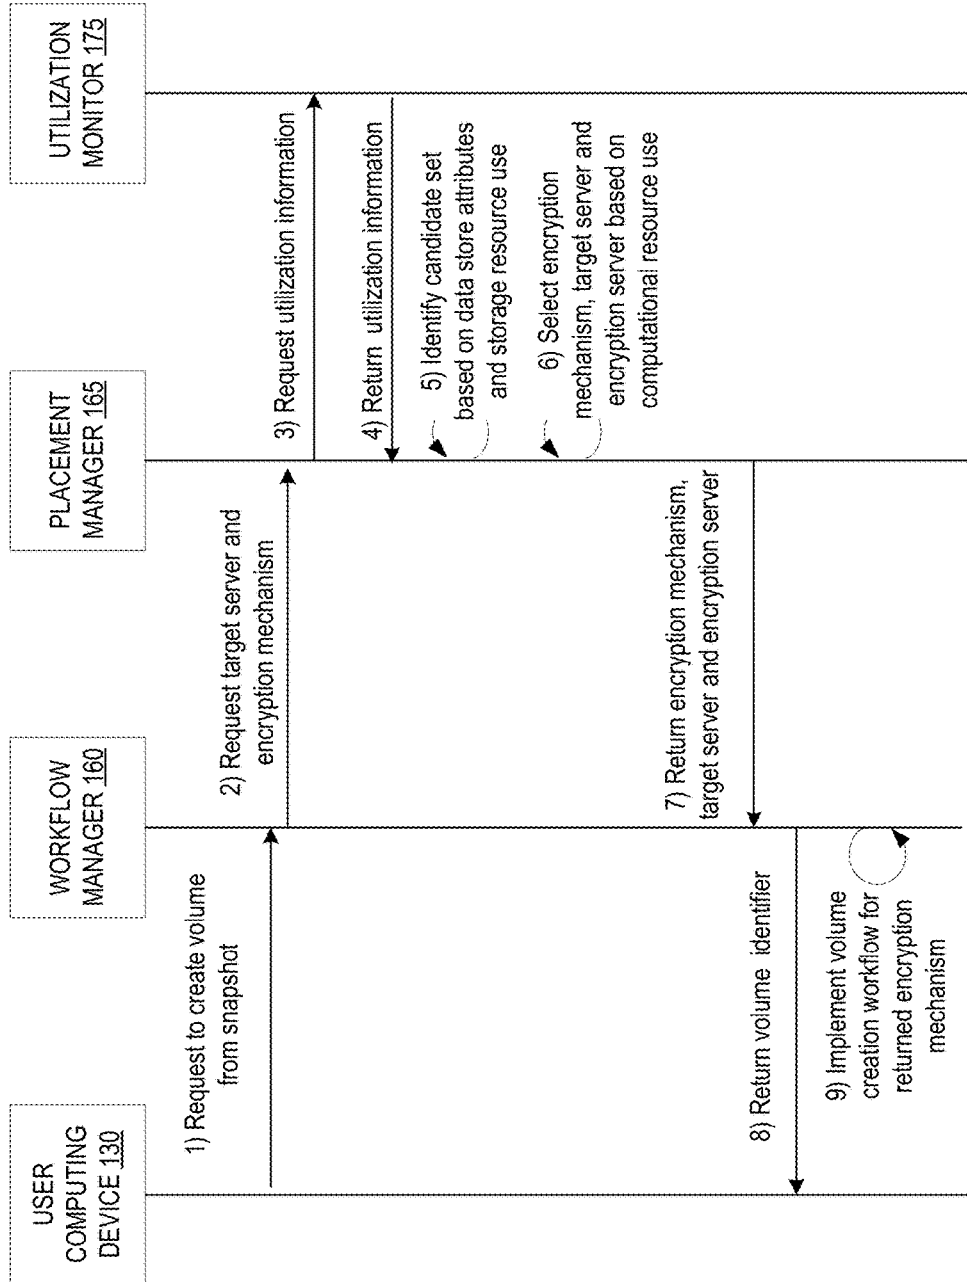 USER
COMPUTING
DEVICE 130
WORKFLOW
MANAGER 160
PLACEMENT
MANAGER 165
UTILIZATION
MONITOR 175
1) Request to create volume
from snapshot
2) Request target server and
encryption mechanism
3) Request utilization information
4) Return utilization information
5) Identify candidate set
based on data store attributes
and storage resource use
6) Select encryption
mechanism, target server and
encryption server based on
computational resource use
7) Return encryption mechanism,
target server and encryption server
8) Return volume identifier
9) Implement volume
creation workflow for
returned encryption
mechanism